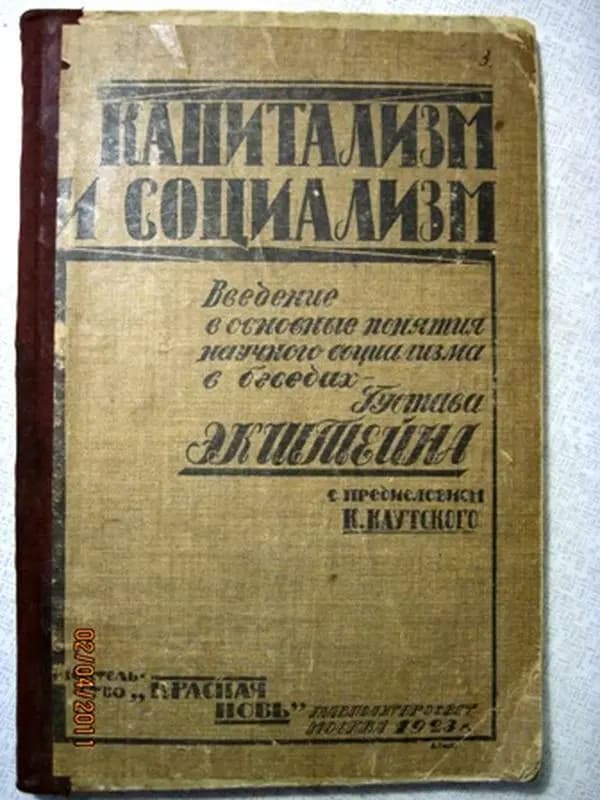 3.
КАПИТАЛИЗМ
И СОЦИАЛИЗМ
Введение
в основные понятия
научного социализма
в беседах-
Густава
ЭКШТЕЙНА
с предисловием
К. КАУТСКОГО
„КРАСНАЯ
НОВЬ"
ГЛАВПОЛИТПРОСВЕТ
МОСКВА 1923 г.
02/04/2011